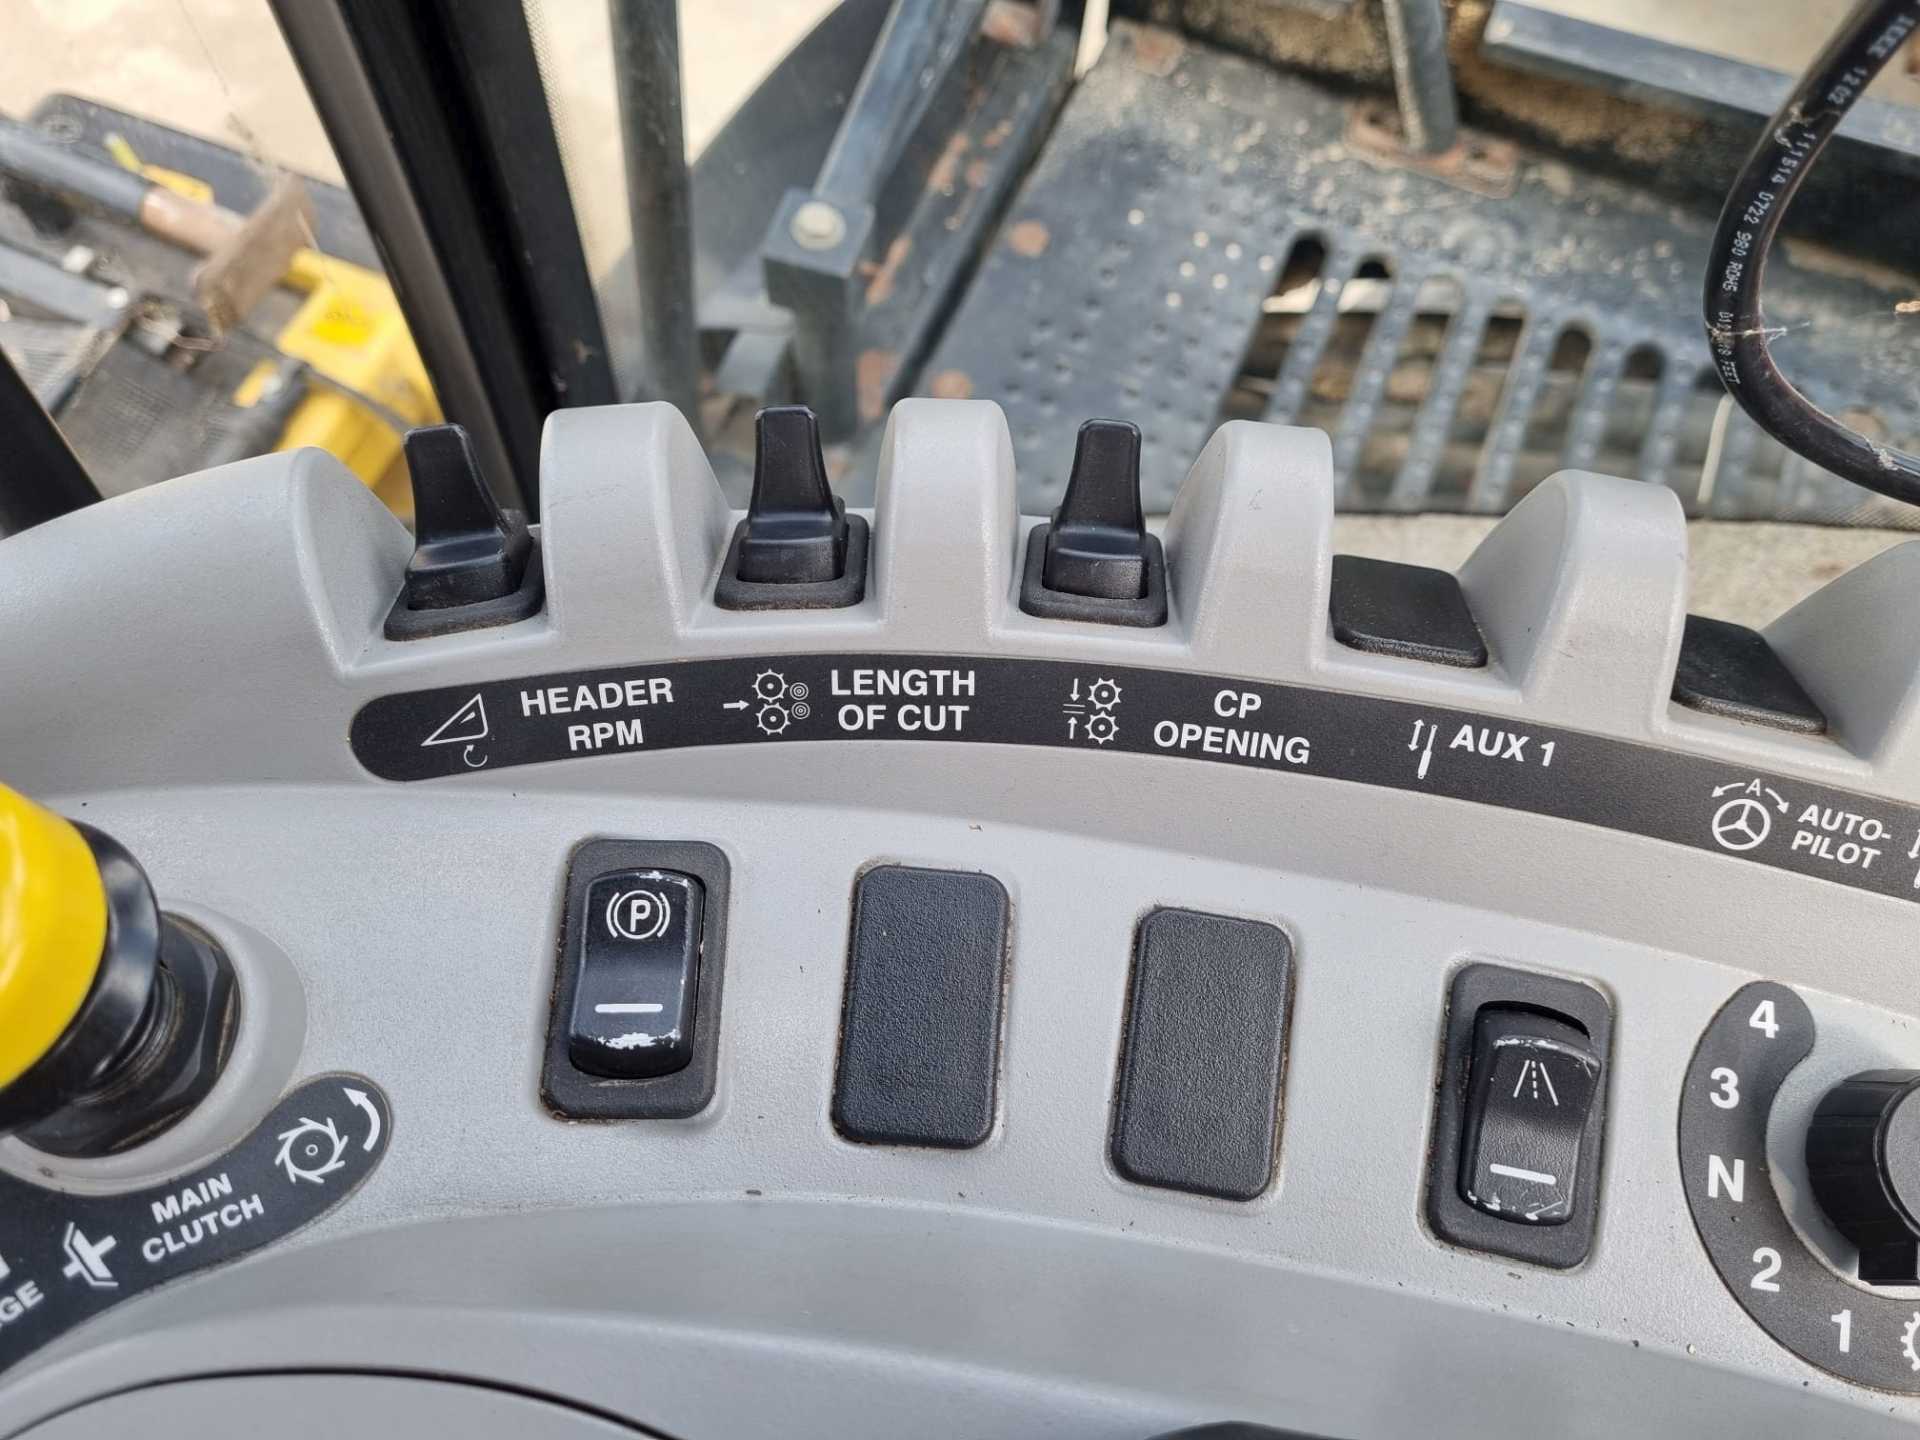 HEADER
RPM
LENGTH
OF CUT
CP
OPENING
AUX 1
A
AUTO-
PILOT
P
4
3
N
2
1
MAIN
CLUTCH